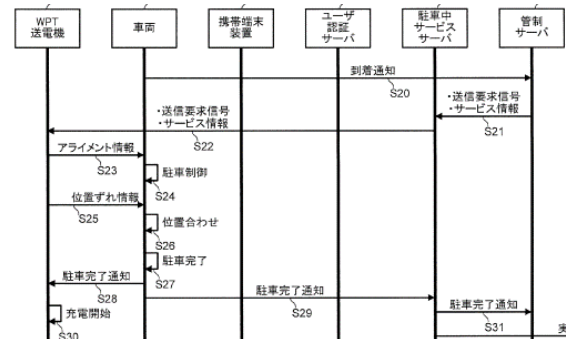 WPT
送電機
車両
携帯端末
装置
ユーザ
認証
サーバ
駐車中
サービス
サーバ
管制
サーバ
到着通知
S20
・送信要求信号
・サービス情報
S21
・送信要求信号
・サービス情報
S22
アライメント情報
S23
駐車制御
S24
位置ずれ情報
S25
位置合わせ
S26
駐車完了
S27
駐車完了通知
S28
駐車完了通知
S29
充電開始
S30
駐車完了通知
S31
実